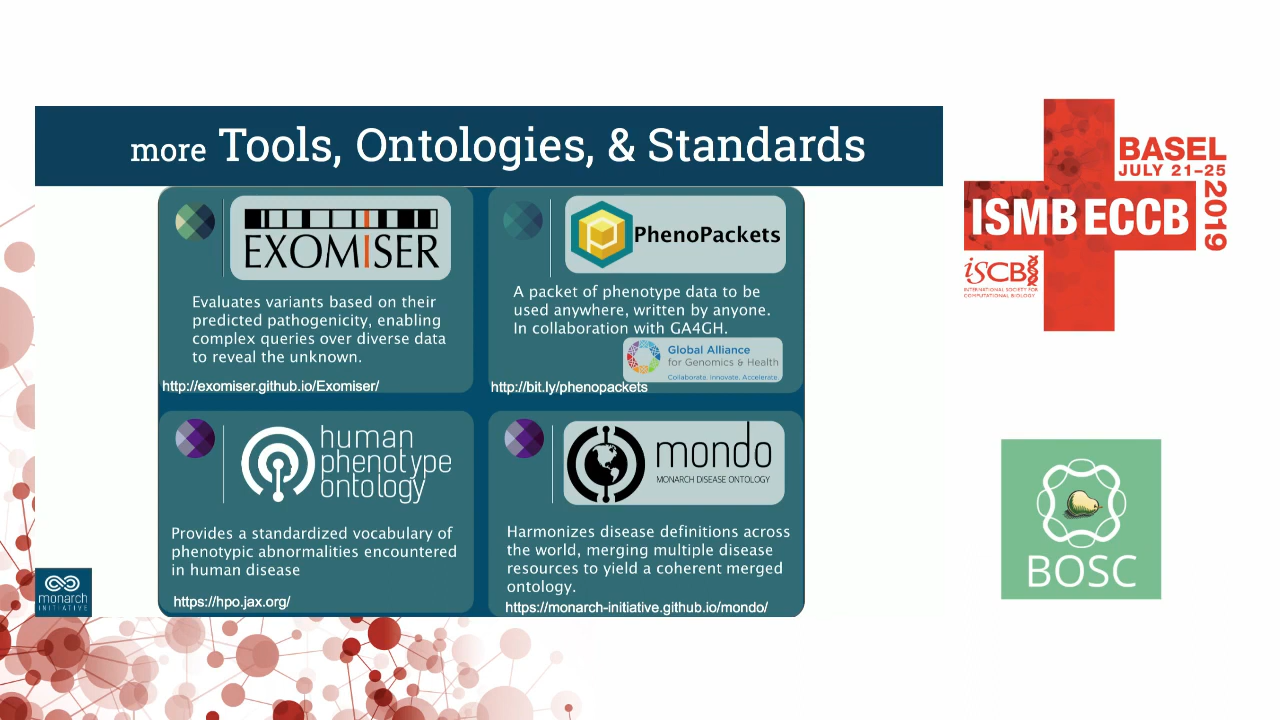 more Tools, Ontologies, & Standards
EXOMISER
Evaluates variants based on their
predicted pathogenicity, enabling
complex queries over diverse data
to reveal the unknown.
http://exomiser.github.io/Exomiser/
PhenoPackets
A packet of phenotype data to be
used anywhere, written by anyone.
In collaboration with GA4GH.
Global Alliance
for Genomics & Health
Collaborate. Innovate. Accelerate.
http://bit.ly/phenopackets
human
phenotype
ontology
Provides a standardized vocabulary of
phenotypic abnormalities encountered
in human disease
https://hpo.jax.org/
mondo
MONARCH DISEASE ONTOLOGY
Harmonizes disease definitions across
the world, merging multiple disease
resources to yield a coherent merged
ontology.
https://monarch-initiative.github.io/mondo/
monarch
INITIATIVE
BASEL
JULY 21–25
2019
ISMB ECCB
iSCB
INTERNATIONAL SOCIETY FOR
COMPUTATIONAL BIOLOGY
BOSC